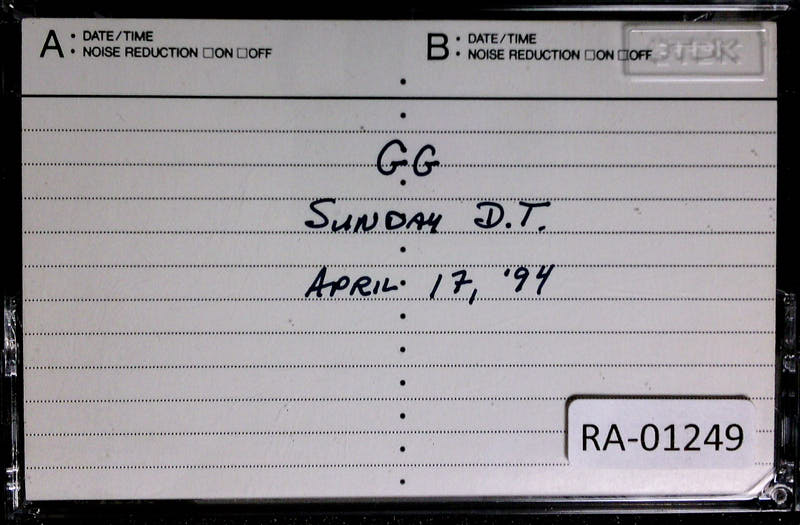 A • DATE/TIME
• NOISE REDUCTION □ON □OFF
B • DATE/TIME
• NOISE REDUCTION □ON □OFF
TDK
GG
SUNDAY D.T.
APRIL 17, '94
RA-01249